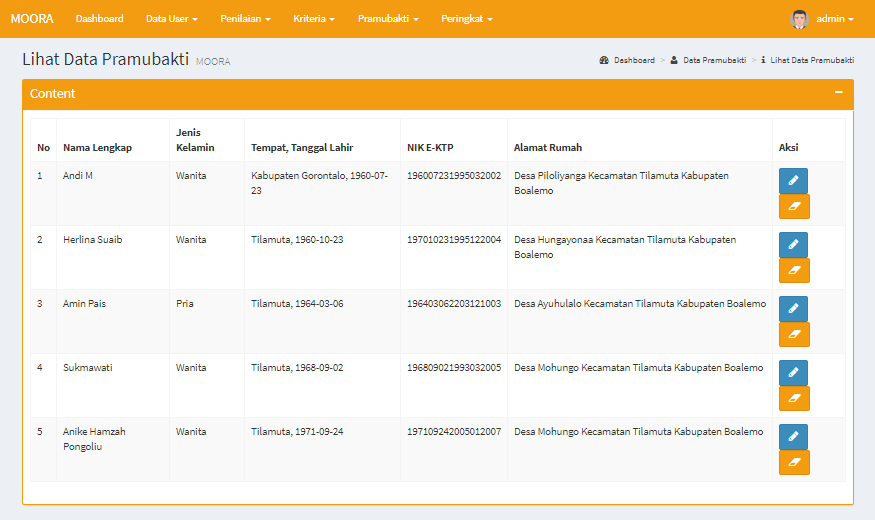 MOORA Dashboard Data User Penilaian Kriteria Pramubakti Peringkat admin
Lihat Data Pramubakti MOORA Dashboard > Data Pramubakti > Lihat Data Pramubakti
Content
No Nama Lengkap Jenis Kelamin Tempat, Tanggal Lahir NIK E-KTP Alamat Rumah Aksi
1 Andi M Wanita Kabupaten Gorontalo, 1960-07-23 196007231995032002 Desa Piloliyanga Kecamatan Tilamuta Kabupaten Boalemo
2 Herlina Suaib Wanita Tilamuta, 1960-10-23 197010231995122004 Desa Hungayonaa Kecamatan Tilamuta Kabupaten Boalemo
3 Amin Pais Pria Tilamuta, 1964-03-06 196403062203121003 Desa Ayuhulalo Kecamatan Tilamuta Kabupaten Boalemo
4 Sukmawati Wanita Tilamuta, 1968-09-02 196809021993032005 Desa Mohungo Kecamatan Tilamuta Kabupaten Boalemo
5 Anike Hamzah Pongoliu Wanita Tilamuta, 1971-09-24 197109242005012007 Desa Mohungo Kecamatan Tilamuta Kabupaten Boalemo